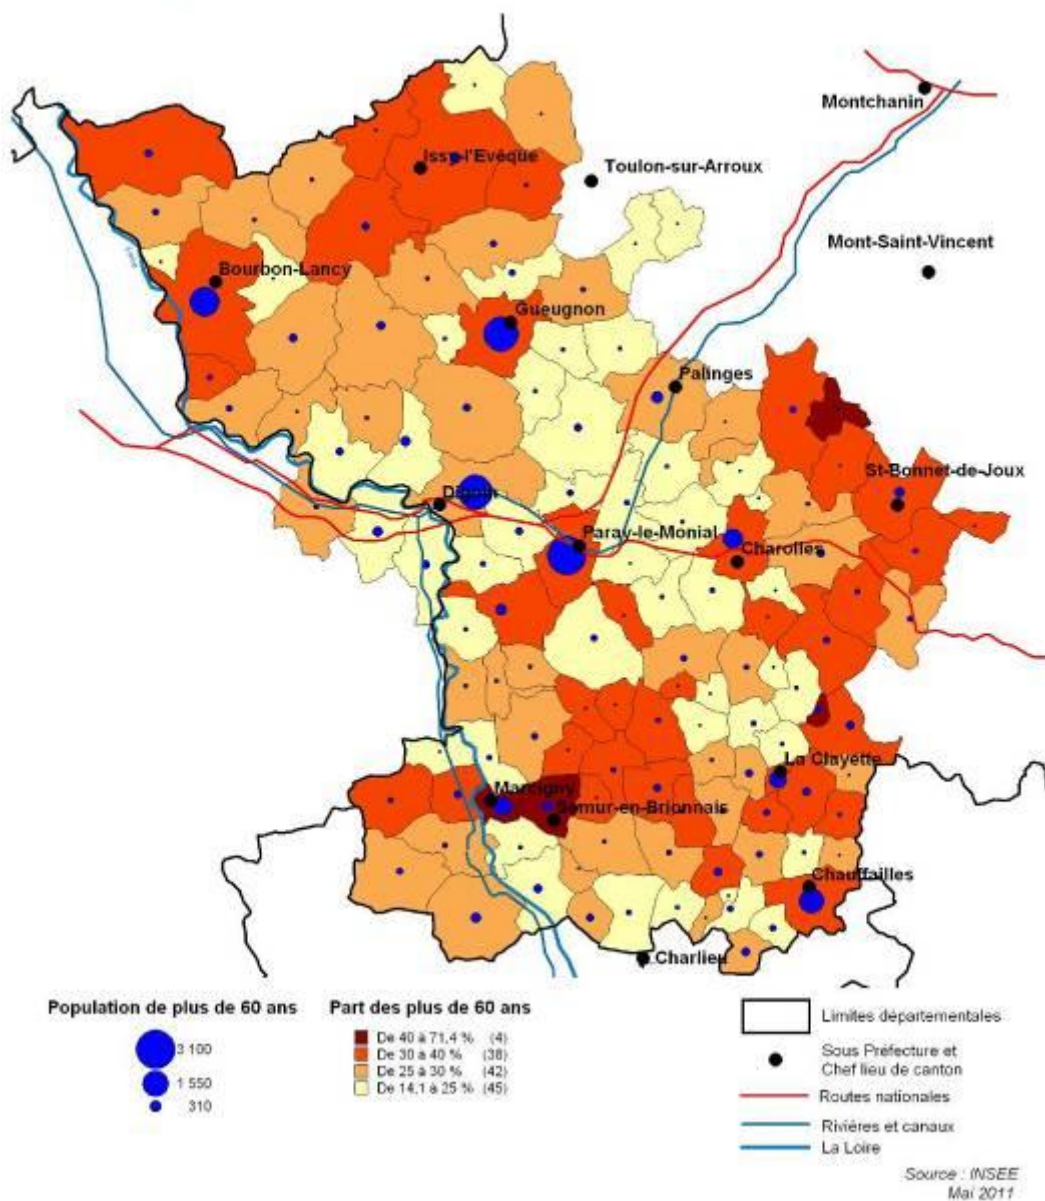 Montchanin
Issy-l'Evêque
Toulon-sur-Arroux
Mont-Saint-Vincent
Bourbon-Lancy
Gueugnon
Palinges
St-Bonnet-de-Joux
Digoin
Paray-le-Monial
Charolles
La Clayette
Marcigny
Semur-en-Brionnais
Chauffailles
Charlieu
Population de plus de 60 ans
3 100
1 550
310
Part des plus de 60 ans
De 40 à 71,4 % (4)
De 30 à 40 % (38)
De 25 à 30 % (42)
De 14,1 à 25 % (45)
Limites départementales
Sous Préfecture et
Chef lieu de canton
Routes nationales
Rivières et canaux
La Loire
Source : INSEE
Mai 2011